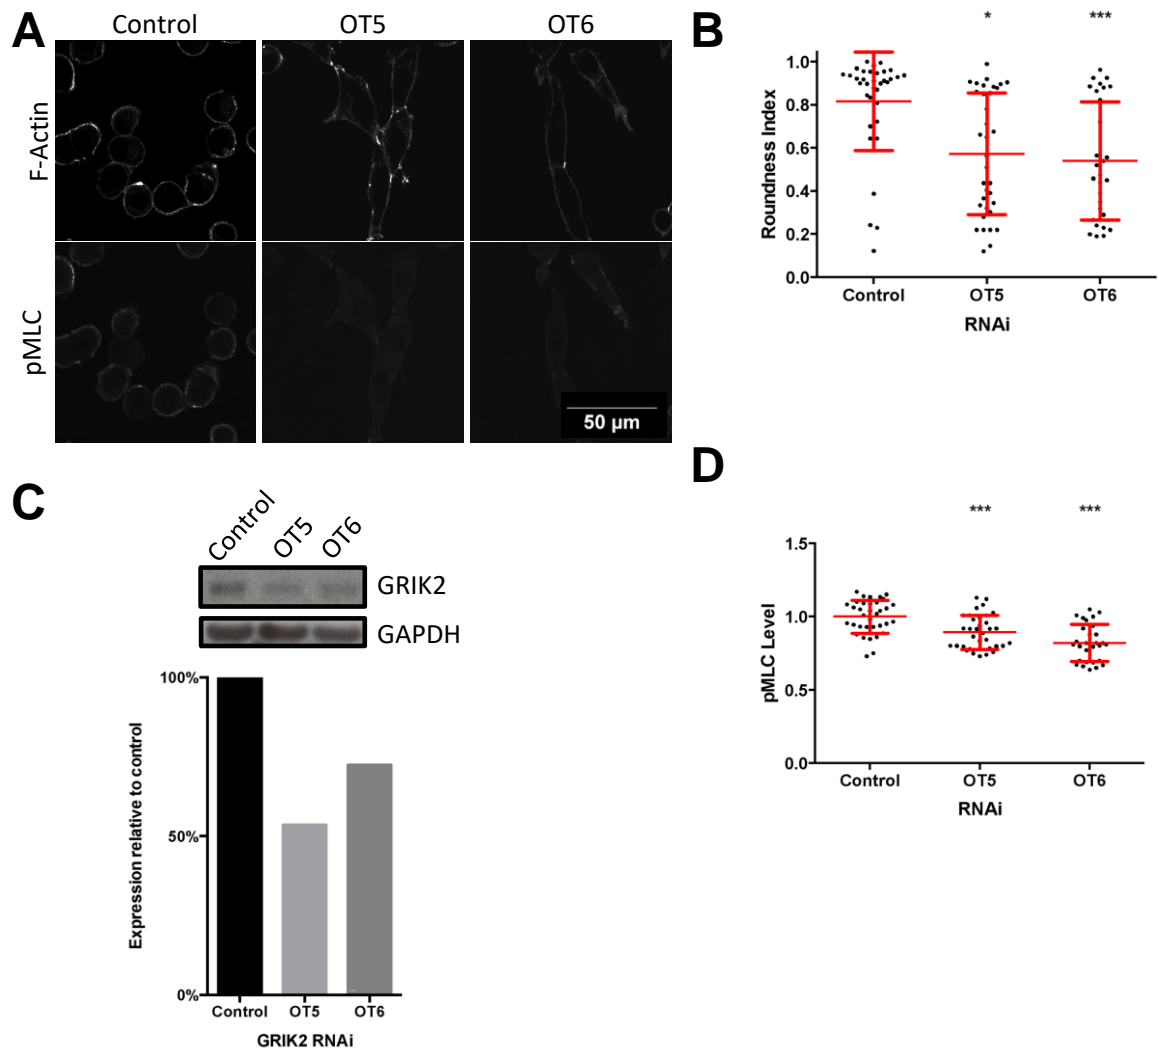 A
Control
OT5
OT6
F-Actin
pMLC
50 µm
B
* ***
Roundness Index
1.0
0.8
0.6
0.4
0.2
0.0
Control OT5 OT6
RNAi
C
Control
OT5
OT6
GRIK2
GAPDH
Expression relative to control
100%
50%
0%
Control OT5 OT6
GRIK2 RNAi
D
*** ***
pMLC Level
1.5
1.0
0.5
0.0
Control OT5 OT6
RNAi